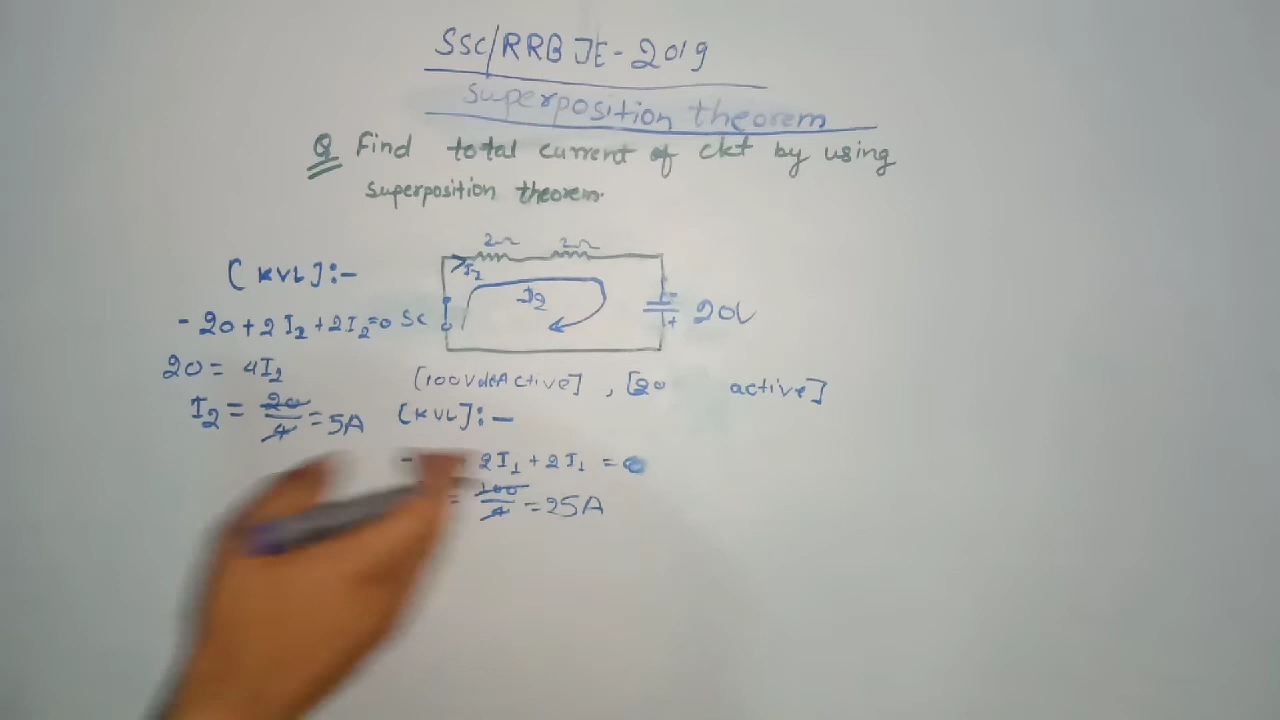 SSC/RRB JE-2019
superposition theorem
Q Find total current of ckt by using
superposition theorem.
2Ω 2Ω
[KVL]:-
I2
I2
-20+2I2+2I2=0 SC
- +
20V
20 = 4I2
[100V deActive] , [20 active]
I2 = 20/4 = 5A
[KVL]:-
- 2I1 + 2I1 = 0
= 100/4 = 25A